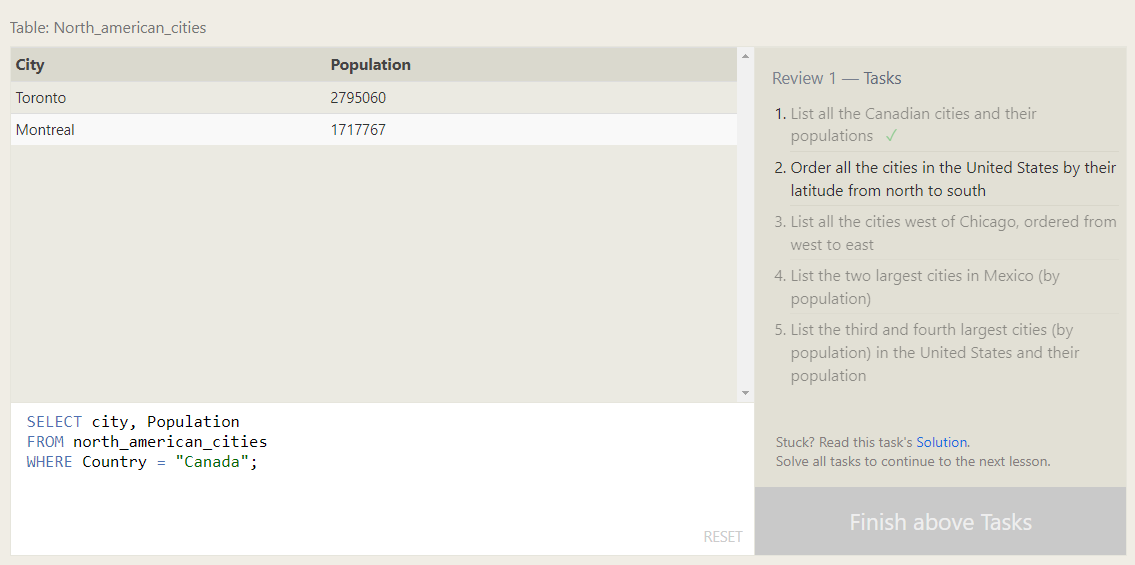 Table: North_american_cities
City Population
Toronto 2795060
Montreal 1717767
SELECT city, Population
FROM north_american_cities
WHERE Country = "Canada";
RESET
Review 1 — Tasks
1. List all the Canadian cities and their
populations ✓
2. Order all the cities in the United States by their
latitude from north to south
3. List all the cities west of Chicago, ordered from
west to east
4. List the two largest cities in Mexico (by
population)
5. List the third and fourth largest cities (by
population) in the United States and their
population
Stuck? Read this task's Solution.
Solve all tasks to continue to the next lesson.
Finish above Tasks